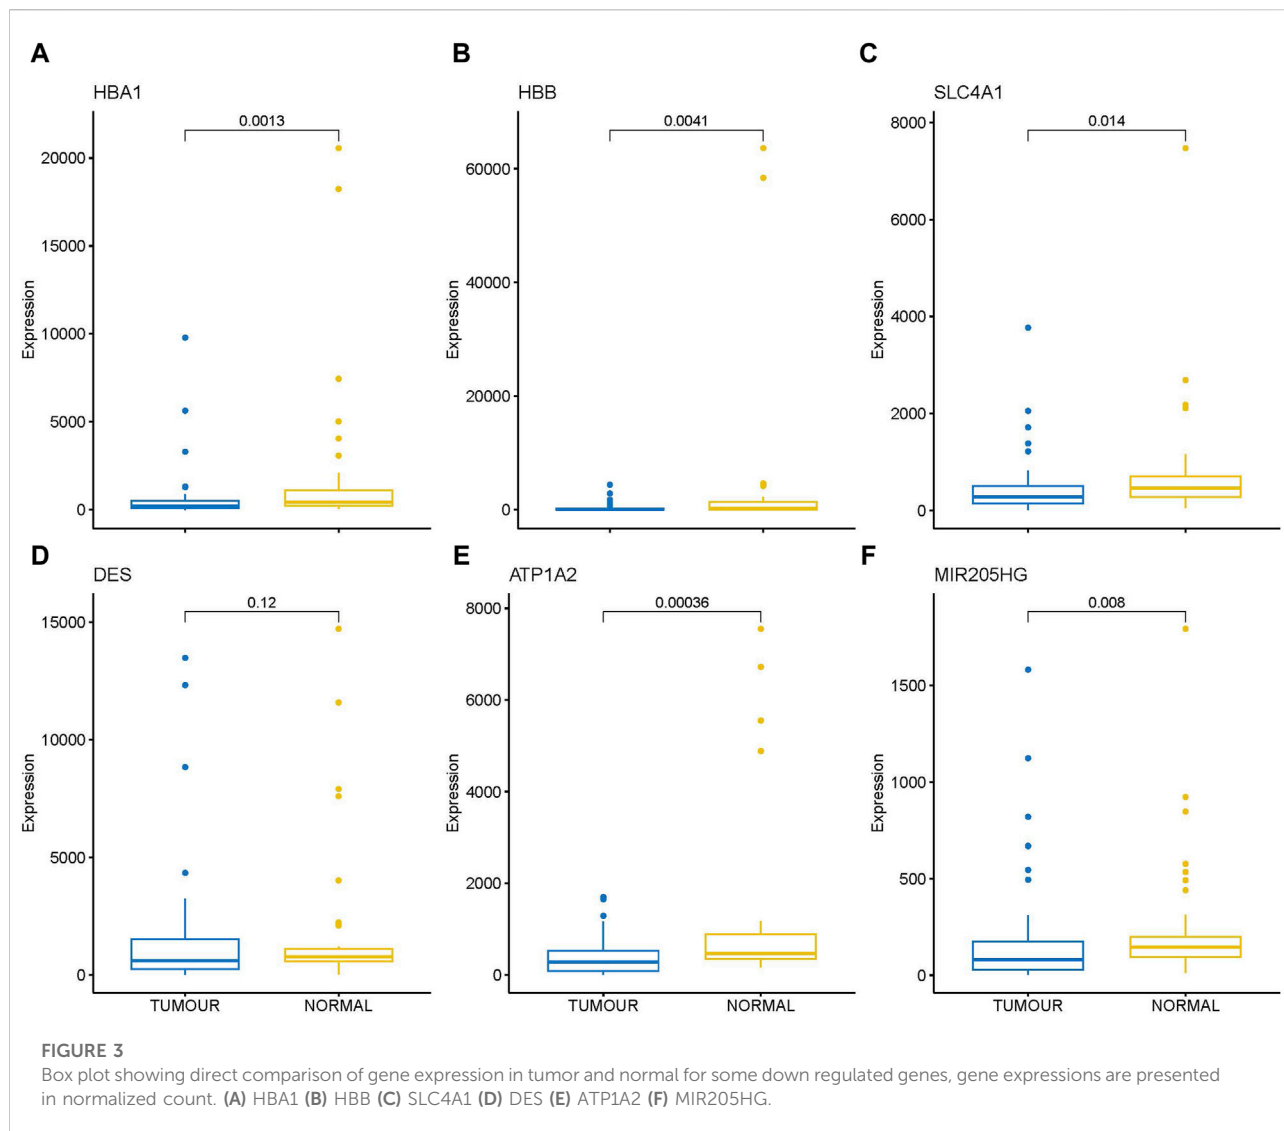 A
HBA1
0.0013
20000
15000
10000
5000
0
Expression
B
HBB
0.0041
60000
40000
20000
0
Expression
C
SLC4A1
0.014
8000
6000
4000
2000
0
Expression
D
DES
0.12
15000
10000
5000
0
Expression
TUMOUR
NORMAL
E
ATP1A2
0.00036
8000
6000
4000
2000
0
Expression
TUMOUR
NORMAL
F
MIR205HG
0.008
1500
1000
500
0
Expression
TUMOUR
NORMAL
FIGURE 3
Box plot showing direct comparison of gene expression in tumor and normal for some down regulated genes, gene expressions are presented
in normalized count. (A) HBA1 (B) HBB (C) SLC4A1 (D) DES (E) ATP1A2 (F) MIR205HG.